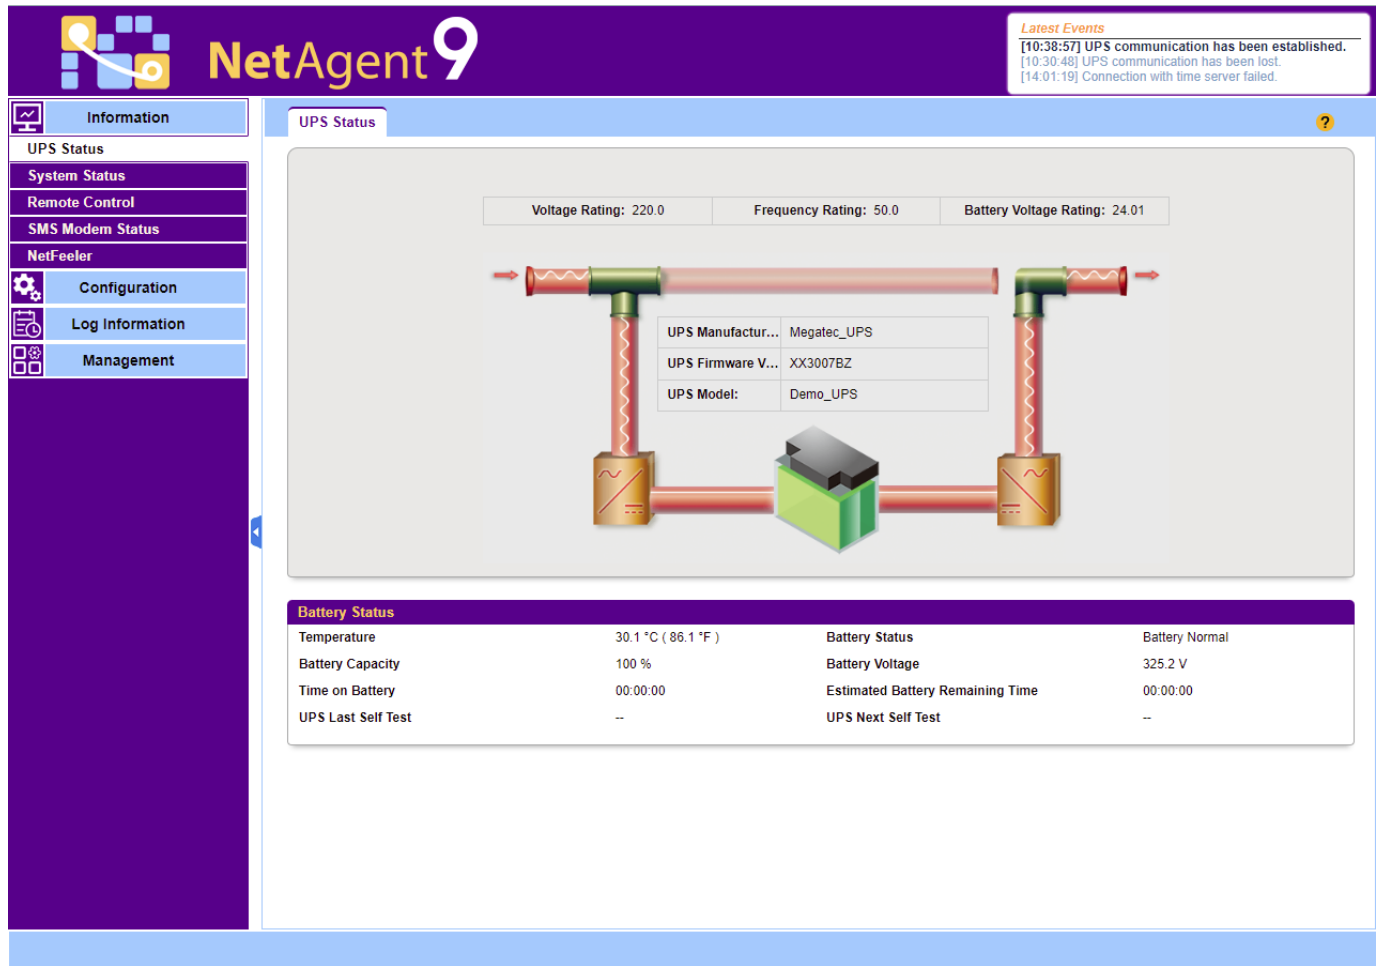 NetAgent 9
Latest Events
[10:38:57] UPS communication has been established.
[10:30:48] UPS communication has been lost.
[14:01:19] Connection with time server failed.
Information
UPS Status
System Status
Remote Control
SMS Modem Status
NetFeeler
Configuration
Log Information
Management
UPS Status
?
Voltage Rating: 220.0 Frequency Rating: 50.0 Battery Voltage Rating: 24.01
UPS Manufactur... Megatec_UPS
UPS Firmware V... XX3007BZ
UPS Model: Demo_UPS
Battery Status
Temperature 30.1 °C ( 86.1 °F ) Battery Status Battery Normal
Battery Capacity 100 % Battery Voltage 325.2 V
Time on Battery 00:00:00 Estimated Battery Remaining Time 00:00:00
UPS Last Self Test -- UPS Next Self Test --